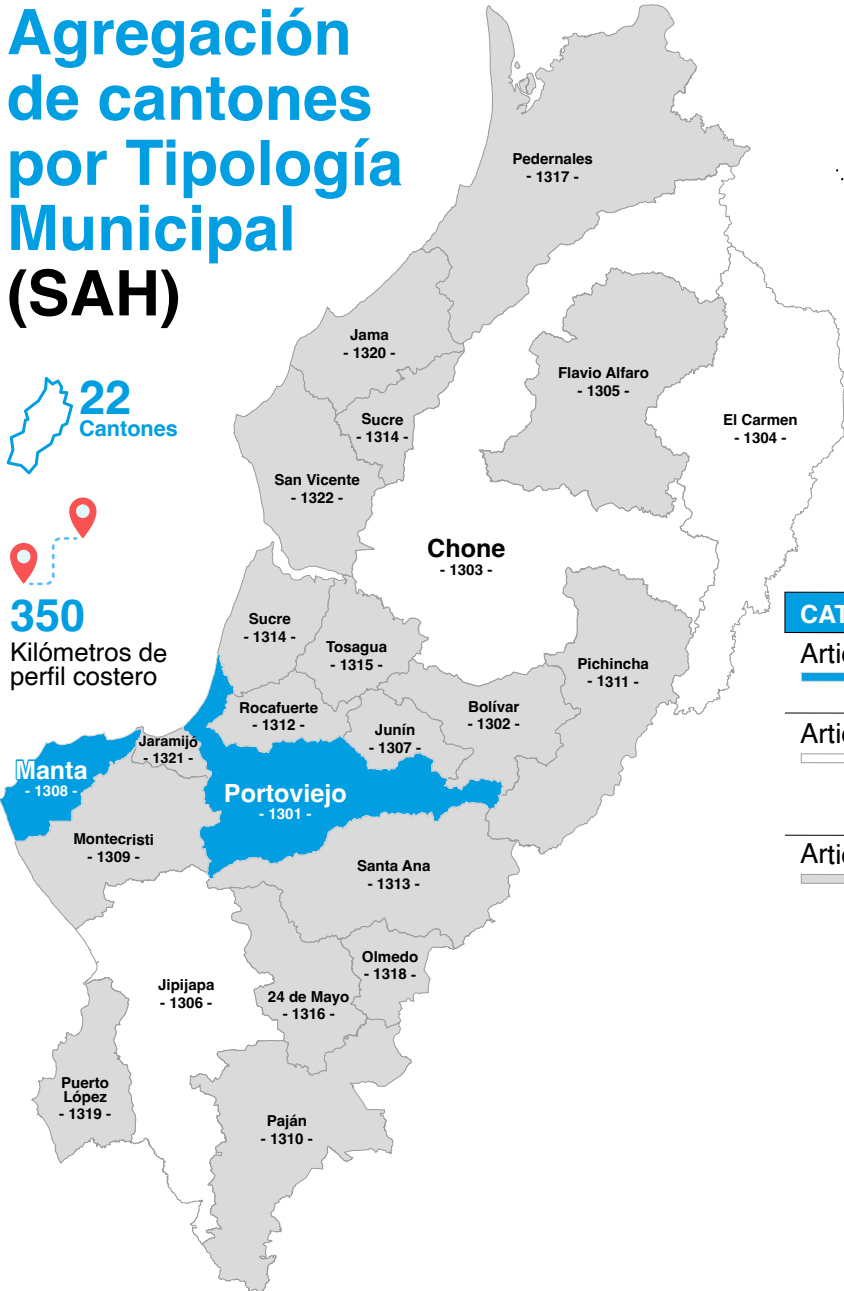 Agregación
de cantones
por Tipología
Municipal
(SAH)
22
Cantones
350
Kilómetros de
perfil costero
Pedernales
- 1317 -
Jama
- 1320 -
Flavio Alfaro
- 1305 -
Sucre
- 1314 -
El Carmen
- 1304 -
San Vicente
- 1322 -
Chone
- 1303 -
Sucre
- 1314 -
Tosagua
- 1315 -
Pichincha
- 1311 -
Rocafuerte
- 1312 -
Bolívar
- 1302 -
Junín
- 1307 -
Jaramijó
- 1321 -
Manta
- 1308 -
Portoviejo
- 1301 -
Montecristi
- 1309 -
Santa Ana
- 1313 -
Olmedo
- 1318 -
Jipijapa
- 1306 -
24 de Mayo
- 1316 -
Puerto
López
- 1319 -
Paján
- 1310 -